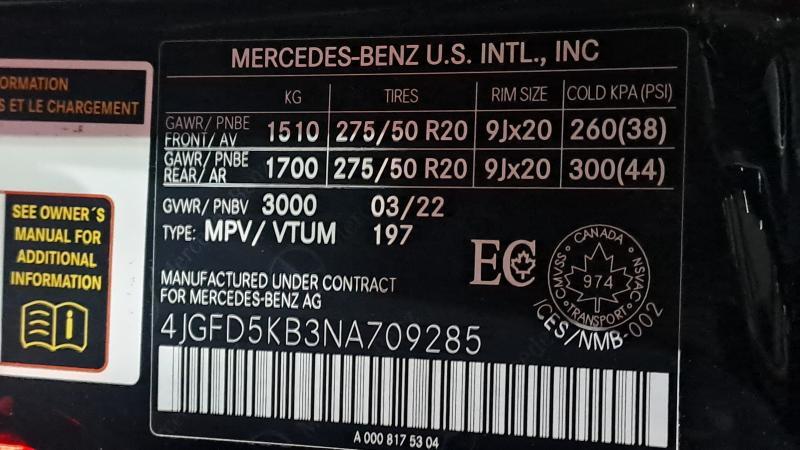 ORMATION
S ET LE CHARGEMENT
SEE OWNER´S
MANUAL FOR
ADDITIONAL
INFORMATION
MERCEDES-BENZ U.S. INTL., INC
KG TIRES RIM SIZE COLD KPA (PSI)
GAWR/ PNBE
FRONT/ AV 1510 275/50 R20 9Jx20 260(38)
GAWR/ PNBE
REAR/ AR 1700 275/50 R20 9Jx20 300(44)
GVWR/ PNBV 3000 03/22
TYPE: MPV/ VTUM 197
MANUFACTURED UNDER CONTRACT
FOR MERCEDES-BENZ AG
EC
CANADA
CMVSS
NSVAC
974
TRANSPORT
ICES/NMB-002
4JGFD5KB3NA709285
A 000 817 53 04